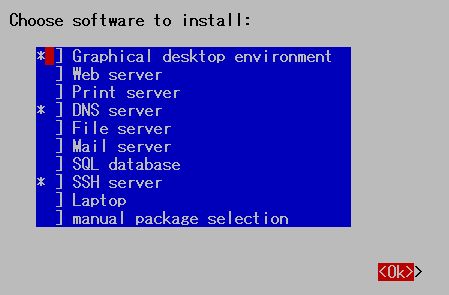 Choose software to install:
* ] Graphical desktop environment
] Web server
] Print server
* ] DNS server
] File server
] Mail server
] SQL database
* ] SSH server
] Laptop
] manual package selection
<Ok>>